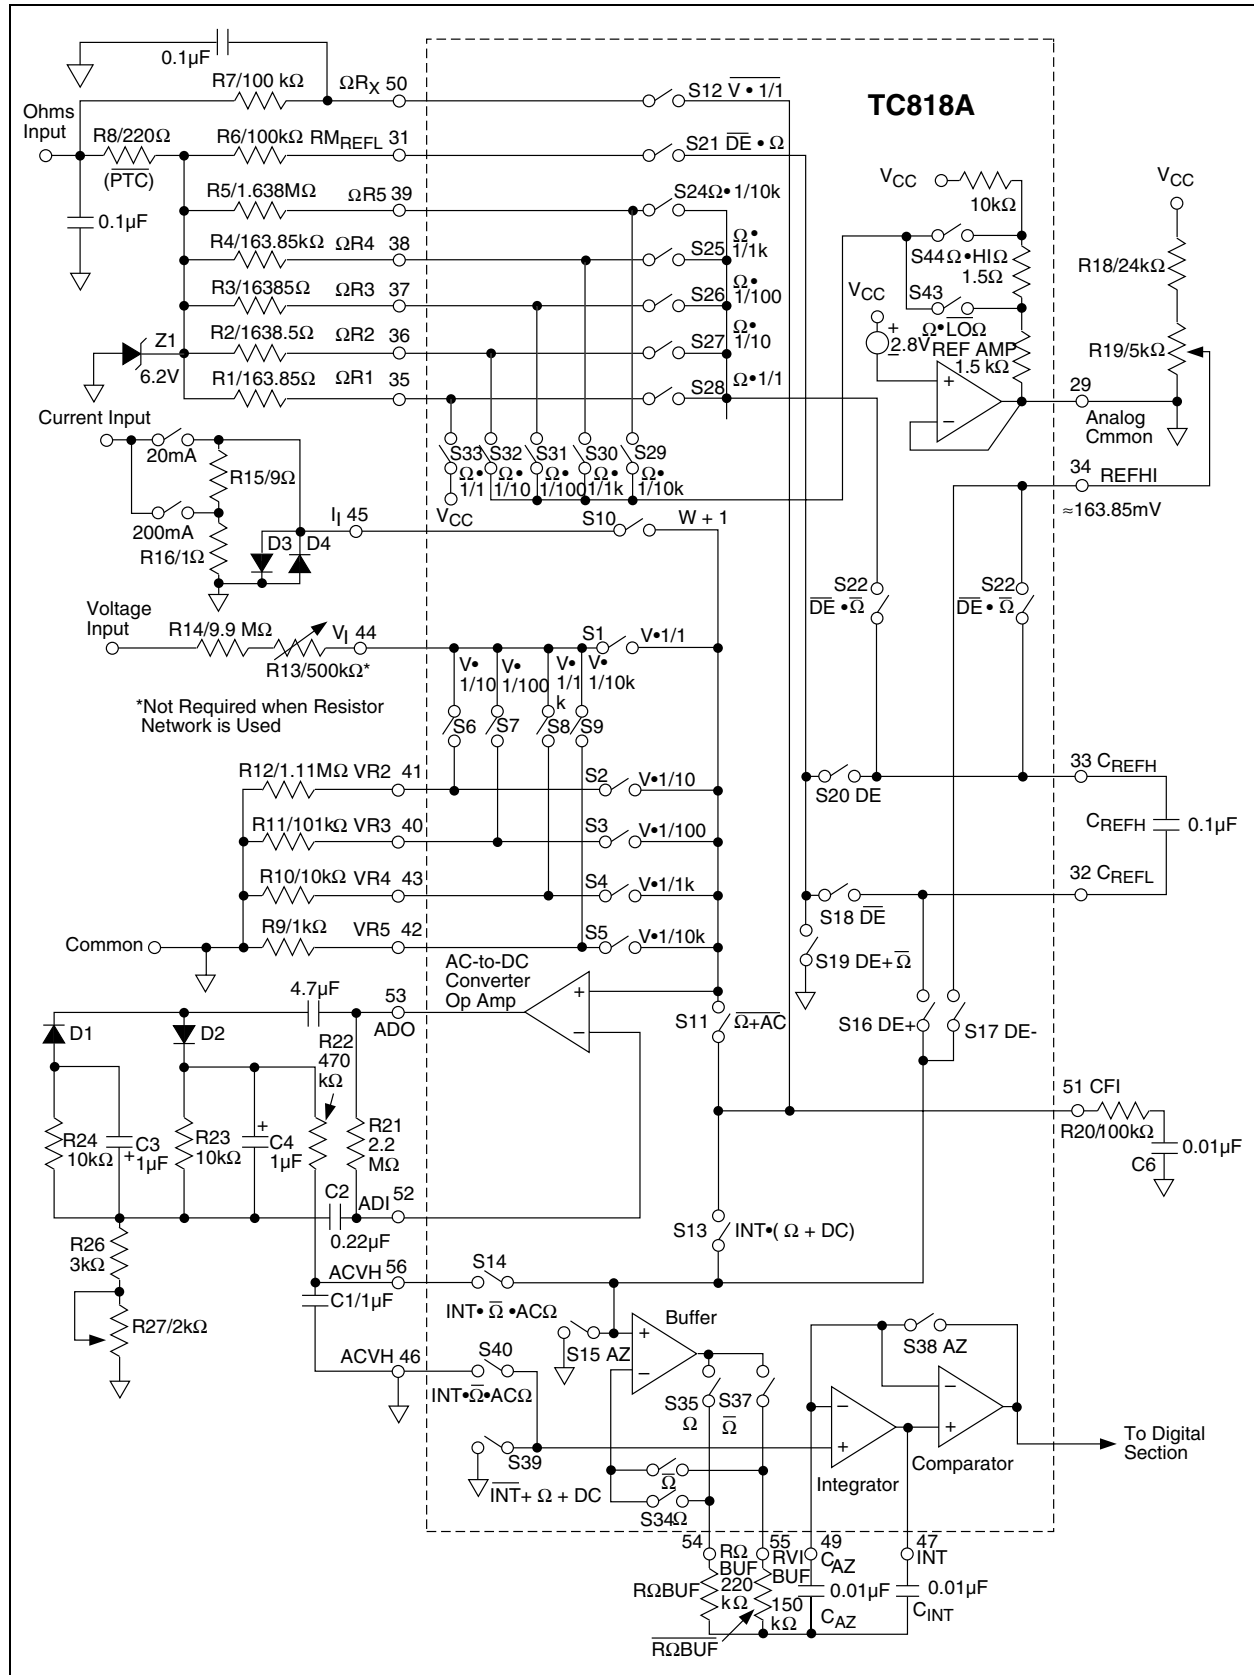 0.1µF
R7/100 kΩ
ΩRX 50
S12 V • 1/1
TC818A
Ohms
Input
R8/220Ω
(PTC)
R6/100kΩ
RMREFL 31
S21 DE • Ω
0.1µF
R5/1.638MΩ
ΩR5 39
S24Ω•1/10k
VCC
10kΩ
VCC
R4/163.85kΩ
ΩR4 38
S25
Ω•
1/1k
S44Ω•HIΩ
1.5Ω
R18/24kΩ
R3/16385Ω
ΩR3 37
S26
Ω•
1/100
VCC
S43
Ω•LOΩ
R2/1638.5Ω
ΩR2 36
S27
Ω•
1/10
+
2.8V
–
REF AMP
1.5 kΩ
R19/5kΩ
Z1
6.2V
R1/163.85Ω
ΩR1 35
S28
Ω•1/1
+
–
29
Analog
Cmmon
Current Input
20mA
R15/9Ω
S33 S32 S31 S30 S29
Ω• Ω• Ω• Ω• Ω•
1/1 1/10 1/100 1/1k 1/10k
VCC
34 REFHI
≈163.85mV
200mA
R16/1Ω
D3 D4
II 45
S10
W + 1
S22
DE•Ω
S22
DE•Ω
Voltage
Input
R14/9.9 MΩ
R13/500kΩ*
VI 44
S1
V•1/1
V•
1/10
V•
1/100
V•
1/1
k
V•
1/10k
*Not Required when Resistor
Network is Used
S6 S7 S8 S9
R12/1.11MΩ VR2 41
S2
V•1/10
S20 DE
33 CREFH
CREFH
0.1µF
R11/101kΩ VR3 40
S3
V•1/100
R10/10kΩ VR4 43
S4
V•1/1k
S18 DE
32 CREFL
Common
R9/1kΩ VR5 42
S5
V•1/10k
S19 DE+Ω
AC-to-DC
Converter
Op Amp
+
–
4.7µF
53
ADO
S11
Ω+AC
S16 DE+
S17 DE-
D1
D2
R22
470
kΩ
51 CFI
R20/100kΩ
0.01µF
C6
R24
10kΩ
C3
1µF
+
R23
10kΩ
+
C4
1µF
R21
2.2
MΩ
C2
0.22µF
ADI 52
S13
INT•( Ω + DC)
R26
3kΩ
ACVH 56
S14
INT•Ω•ACΩ
R27/2kΩ
C1/1µF
S15 AZ
Buffer
+
–
S38 AZ
ACVH 46
S40
INT•Ω•ACΩ
S35
Ω
S37
Ω
–
+
Integrator
–
+
Comparator
To Digital
Section
S39
INT+ Ω + DC
Ω
S34Ω
54
RΩ
BUF
55
RVI
BUF
49
CAZ
47
INT
RΩBUF
220
kΩ
150
kΩ
0.01µF
CAZ
0.01µF
CINT
RΩBUF